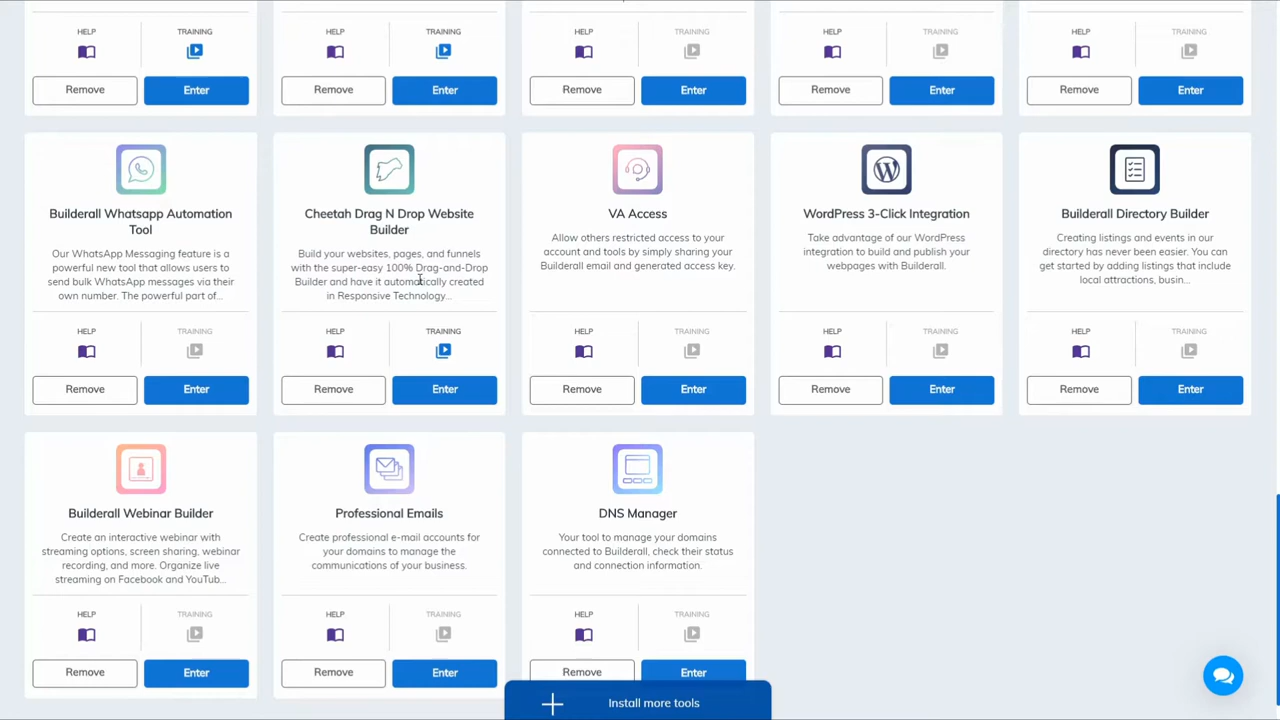 HELP TRAINING HELP TRAINING HELP TRAINING HELP TRAINING HELP TRAINING
Remove Enter Remove Enter Remove Enter Remove Enter Remove Enter
Builderall Whatsapp Automation
Tool
Our WhatsApp Messaging feature is a
powerful new tool that allows users to
send bulk WhatsApp messages via their
own number. The powerful part of...
HELP TRAINING
Remove Enter
Cheetah Drag N Drop Website
Builder
Build your websites, pages, and funnels
with the super-easy 100% Drag-and-Drop
Builder and have it automatically created
in Responsive Technology...
HELP TRAINING
Remove Enter
VA Access
Allow others restricted access to your
account and tools by simply sharing your
Builderall email and generated access key.
HELP TRAINING
Remove Enter
WordPress 3-Click Integration
Take advantage of our WordPress
integration to build and publish your
webpages with Builderall.
HELP TRAINING
Remove Enter
Builderall Directory Builder
Creating listings and events in our
directory has never been easier. You can
get started by adding listings that include
local attractions, busin...
HELP TRAINING
Remove Enter
Builderall Webinar Builder
Create an interactive webinar with
streaming options, screen sharing, webinar
recording, and more. Organize live
streaming on Facebook and YouTub...
HELP TRAINING
Remove Enter
Professional Emails
Create professional e-mail accounts for
your domains to manage the
communications of your business.
HELP TRAINING
Remove Enter
DNS Manager
Your tool to manage your domains
connected to Builderall, check their status
and connection information.
HELP TRAINING
Remove Enter
Install more tools